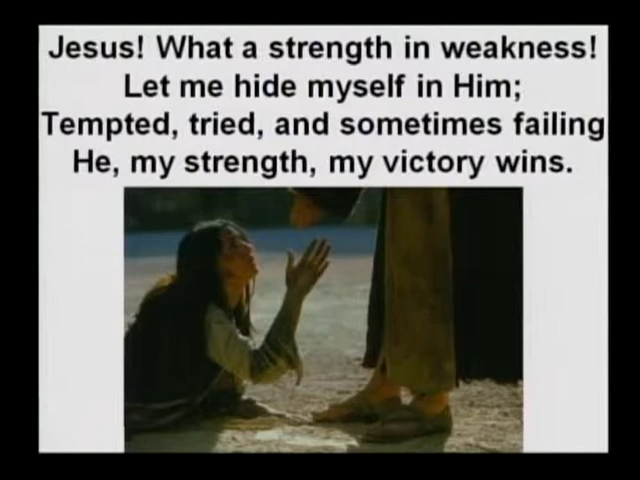 Jesus! What a strength in weakness!
Let me hide myself in Him;
Tempted, tried, and sometimes failing
He, my strength, my victory wins.